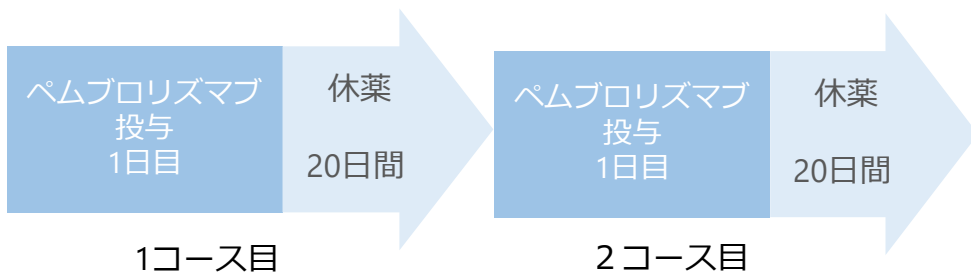 ペムブロリズマブ
投与
1日目
休薬
20日間
ペムブロリズマブ
投与
1日目
休薬
20日間
1コース目
２コース目